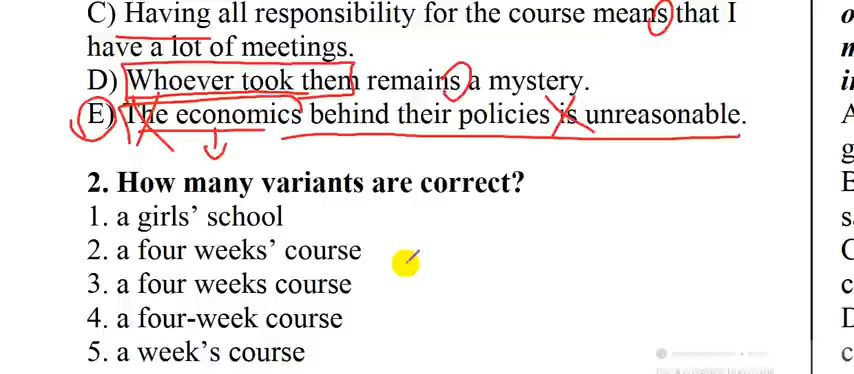 C) Having all responsibility for the course means that I
have a lot of meetings.
D) Whoever took them remains a mystery.
E) The economics behind their policies is unreasonable.
2. How many variants are correct?
1. a girls’ school
2. a four weeks’ course
3. a four weeks course
4. a four-week course
5. a week’s course